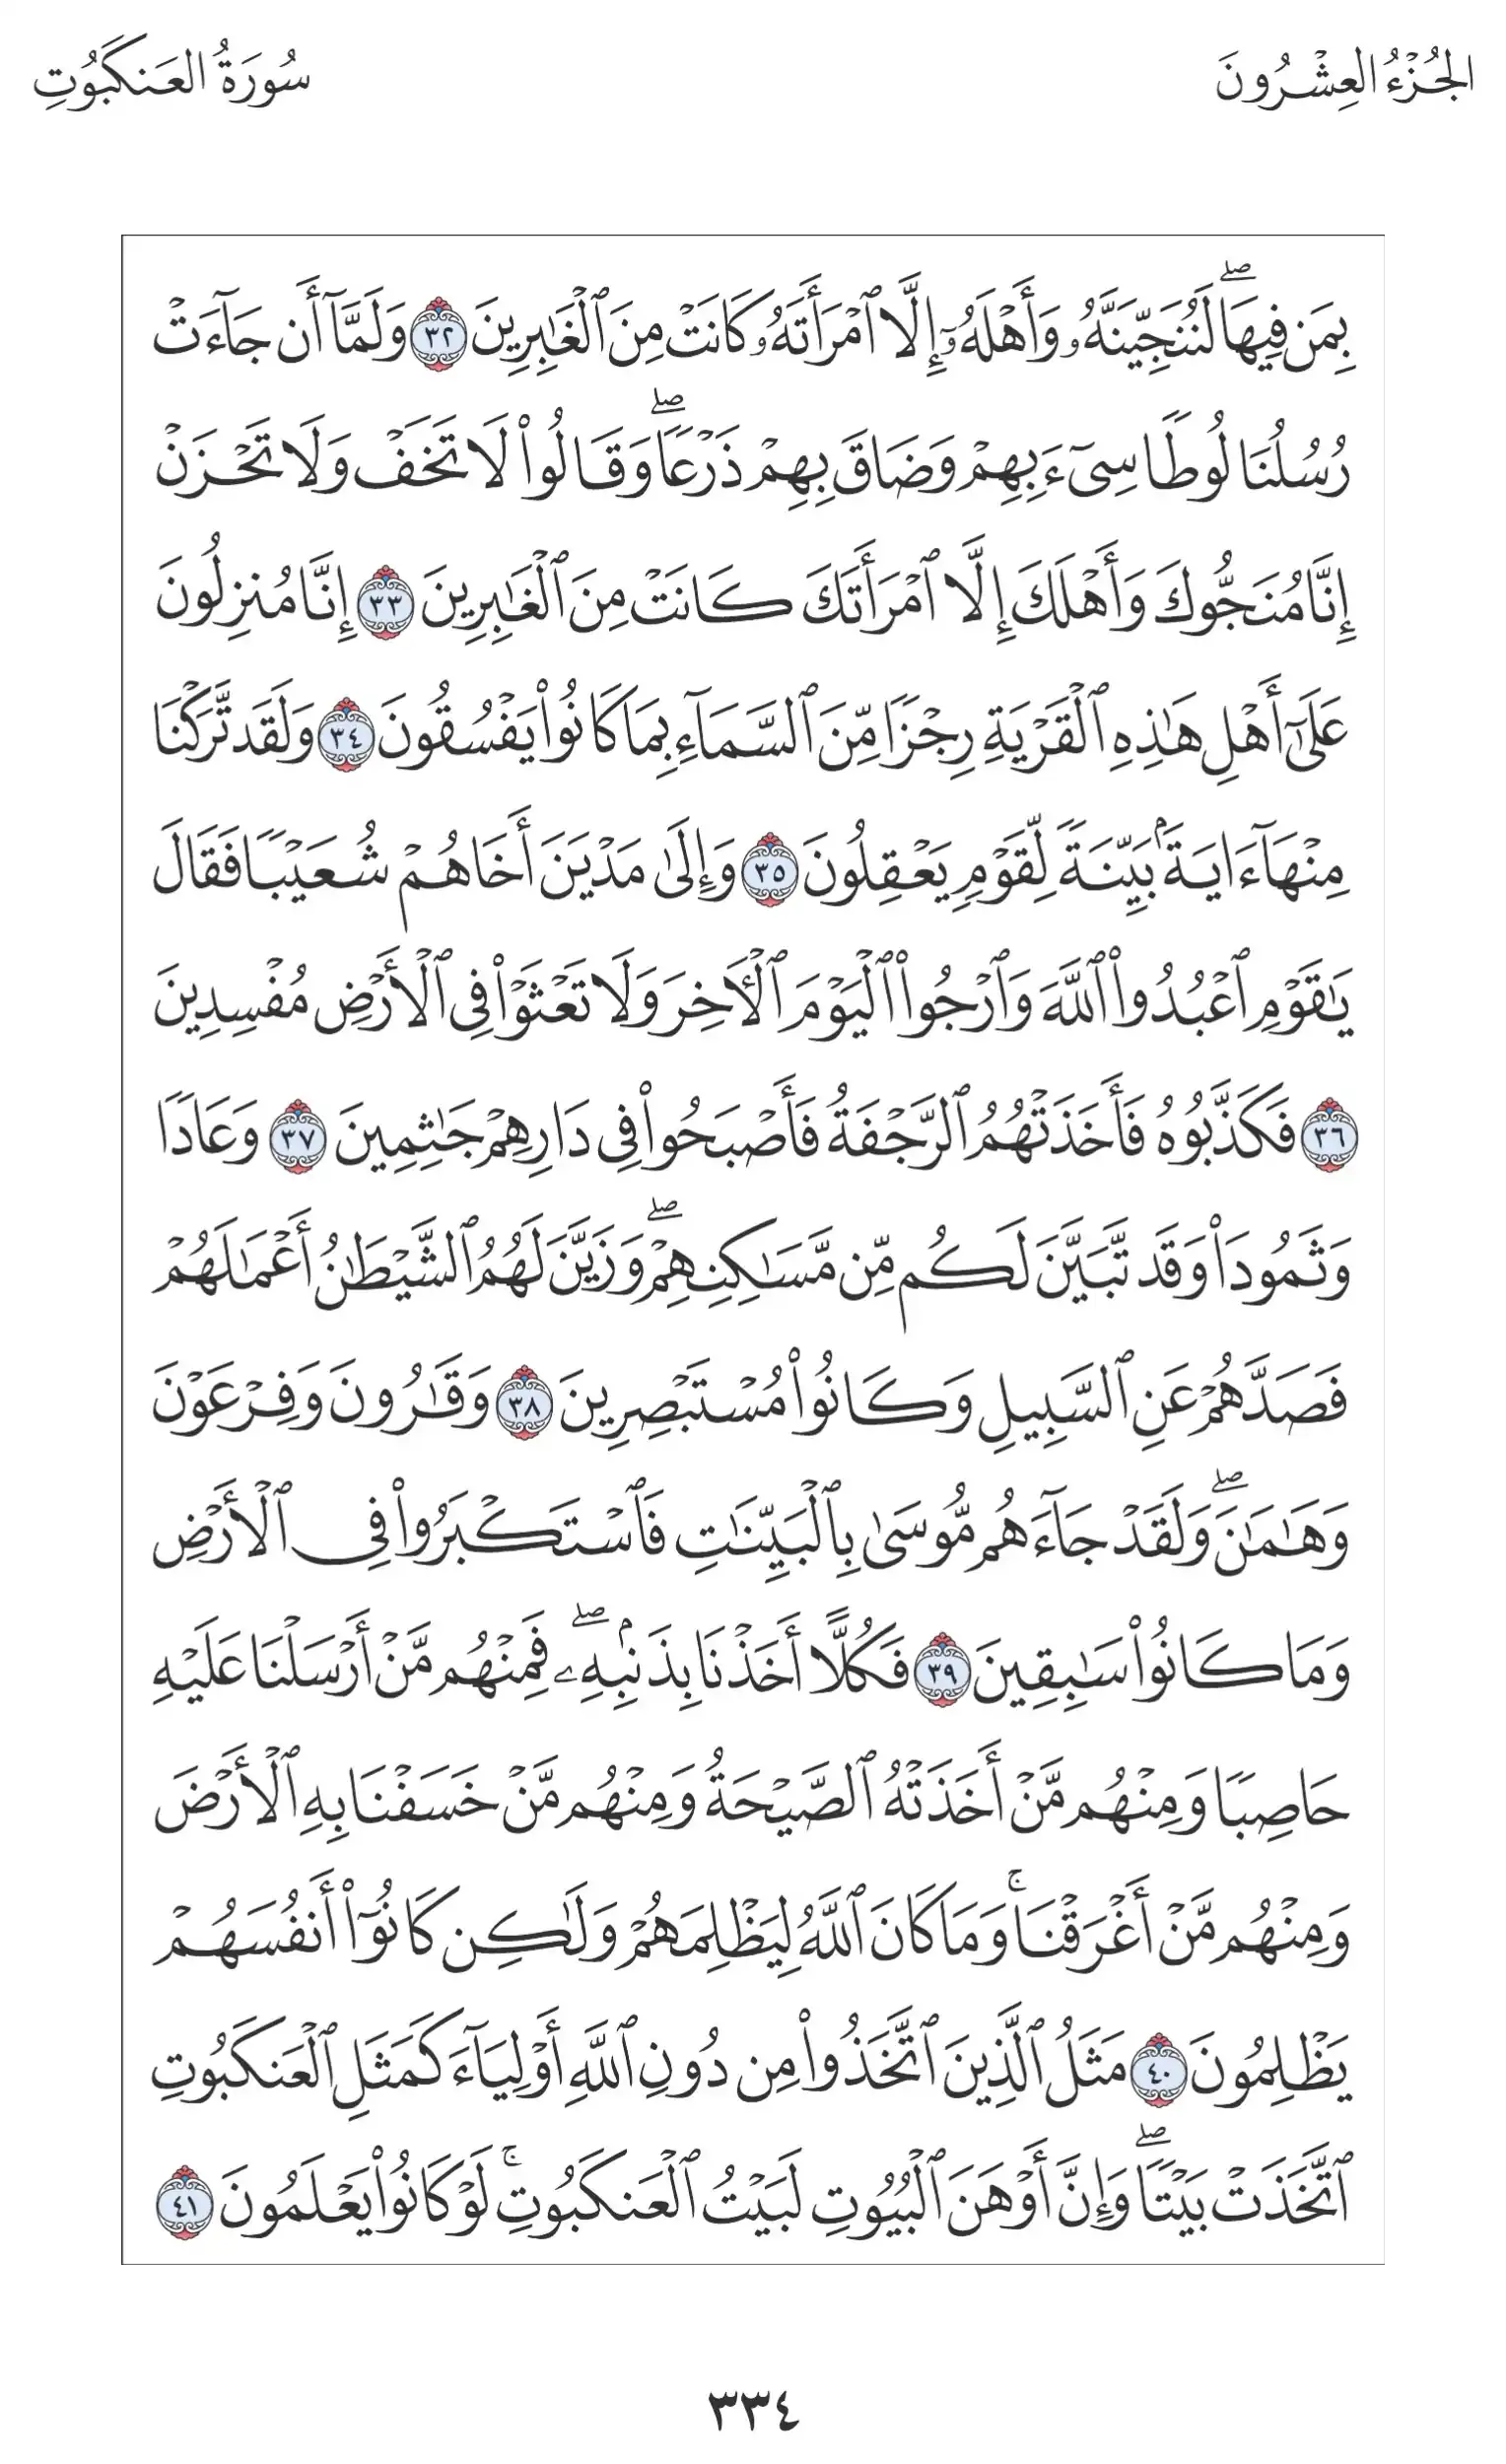 الجُزْءُ العِشْرُونَ
سُورَةُ العَنكَبُوتِ
بِمَن فِيهَاۖ لَنُنَجِّيَنَّهُۥ وَأَهْلَهُۥٓ إِلَّا ٱمْرَأَتَهُۥ كَانَتْ مِنَ ٱلْغَٰبِرِينَ ٣٢ وَلَمَّآ أَن جَآءَتْ
رُسُلُنَا لُوطًا سِىٓءَ بِهِمْ وَضَاقَ بِهِمْ ذَرْعًاۖ وَقَالُوا۟ لَا تَخَفْ وَلَا تَحْزَنْ
إِنَّا مُنَجُّوكَ وَأَهْلَكَ إِلَّا ٱمْرَأَتَكَ كَانَتْ مِنَ ٱلْغَٰبِرِينَ ٣٣ إِنَّا مُنزِلُونَ
عَلَىٰٓ أَهْلِ هَٰذِهِ ٱلْقَرْيَةِ رِجْزًا مِّنَ ٱلسَّمَآءِ بِمَا كَانُوا۟ يَفْسُقُونَ ٣٤ وَلَقَد تَّرَكْنَا
مِنْهَآ ءَايَةًۢ بَيِّنَةً لِّقَوْمٍ يَعْقِلُونَ ٣٥ وَإِلَىٰ مَدْيَنَ أَخَاهُمْ شُعَيْبًا فَقَالَ
يَٰقَوْمِ ٱعْبُدُوا۟ ٱللَّهَ وَٱرْجُوا۟ ٱلْيَوْمَ ٱلْأَخِرَ وَلَا تَعْثَوْا۟ فِى ٱلْأَرْضِ مُفْسِدِينَ
٣٦ فَكَذَّبُوهُ فَأَخَذَتْهُمُ ٱلرَّجْفَةُ فَأَصْبَحُوا۟ فِى دَارِهِمْ جَٰثِمِينَ ٣٧ وَعَادًا
وَثَمُودَا۟ وَقَد تَّبَيَّنَ لَكُم مِّن مَّسَٰكِنِهِمْۖ وَزَيَّنَ لَهُمُ ٱلشَّيْطَٰنُ أَعْمَٰلَهُمْ
فَصَدَّهُمْ عَنِ ٱلسَّبِيلِ وَكَانُوا۟ مُسْتَبْصِرِينَ ٣٨ وَقَٰرُونَ وَفِرْعَوْنَ
وَهَٰمَٰنَۖ وَلَقَدْ جَآءَهُم مُّوسَىٰ بِٱلْبَيِّنَٰتِ فَٱسْتَكْبَرُوا۟ فِى ٱلْأَرْضِ
وَمَا كَانُوا۟ سَٰبِقِينَ ٣٩ فَكُلًّا أَخَذْنَا بِذَنۢبِهِۦۖ فَمِنْهُم مَّنْ أَرْسَلْنَا عَلَيْهِ
حَاصِبًا وَمِنْهُم مَّنْ أَخَذَتْهُ ٱلصَّيْحَةُ وَمِنْهُم مَّنْ خَسَفْنَا بِهِ ٱلْأَرْضَ
وَمِنْهُم مَّنْ أَغْرَقْنَاۚ وَمَا كَانَ ٱللَّهُ لِيَظْلِمَهُمْ وَلَٰكِن كَانُوٓا۟ أَنفُسَهُمْ
يَظْلِمُونَ ٤٠ مَثَلُ ٱلَّذِينَ ٱتَّخَذُوا۟ مِن دُونِ ٱللَّهِ أَوْلِيَآءَ كَمَثَلِ ٱلْعَنكَبُوتِ
ٱتَّخَذَتْ بَيْتًاۖ وَإِنَّ أَوْهَنَ ٱلْبُيُوتِ لَبَيْتُ ٱلْعَنكَبُوتِۚ لَوْ كَانُوا۟ يَعْلَمُونَ ٤١
٣٣٤